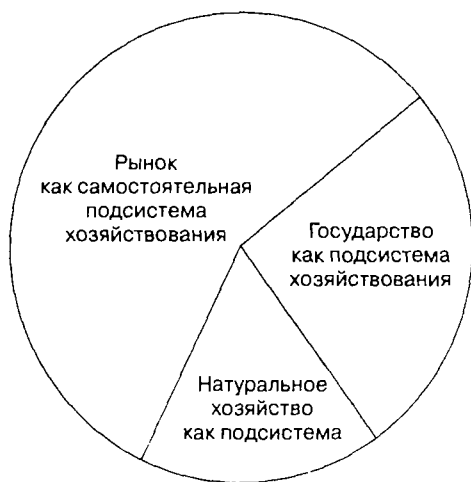 Рынок
как самостоятельная
подсистема
хозяйствования
Государство
как подсистема
хозяйствования
Натуральное
хозяйство
как подсистема